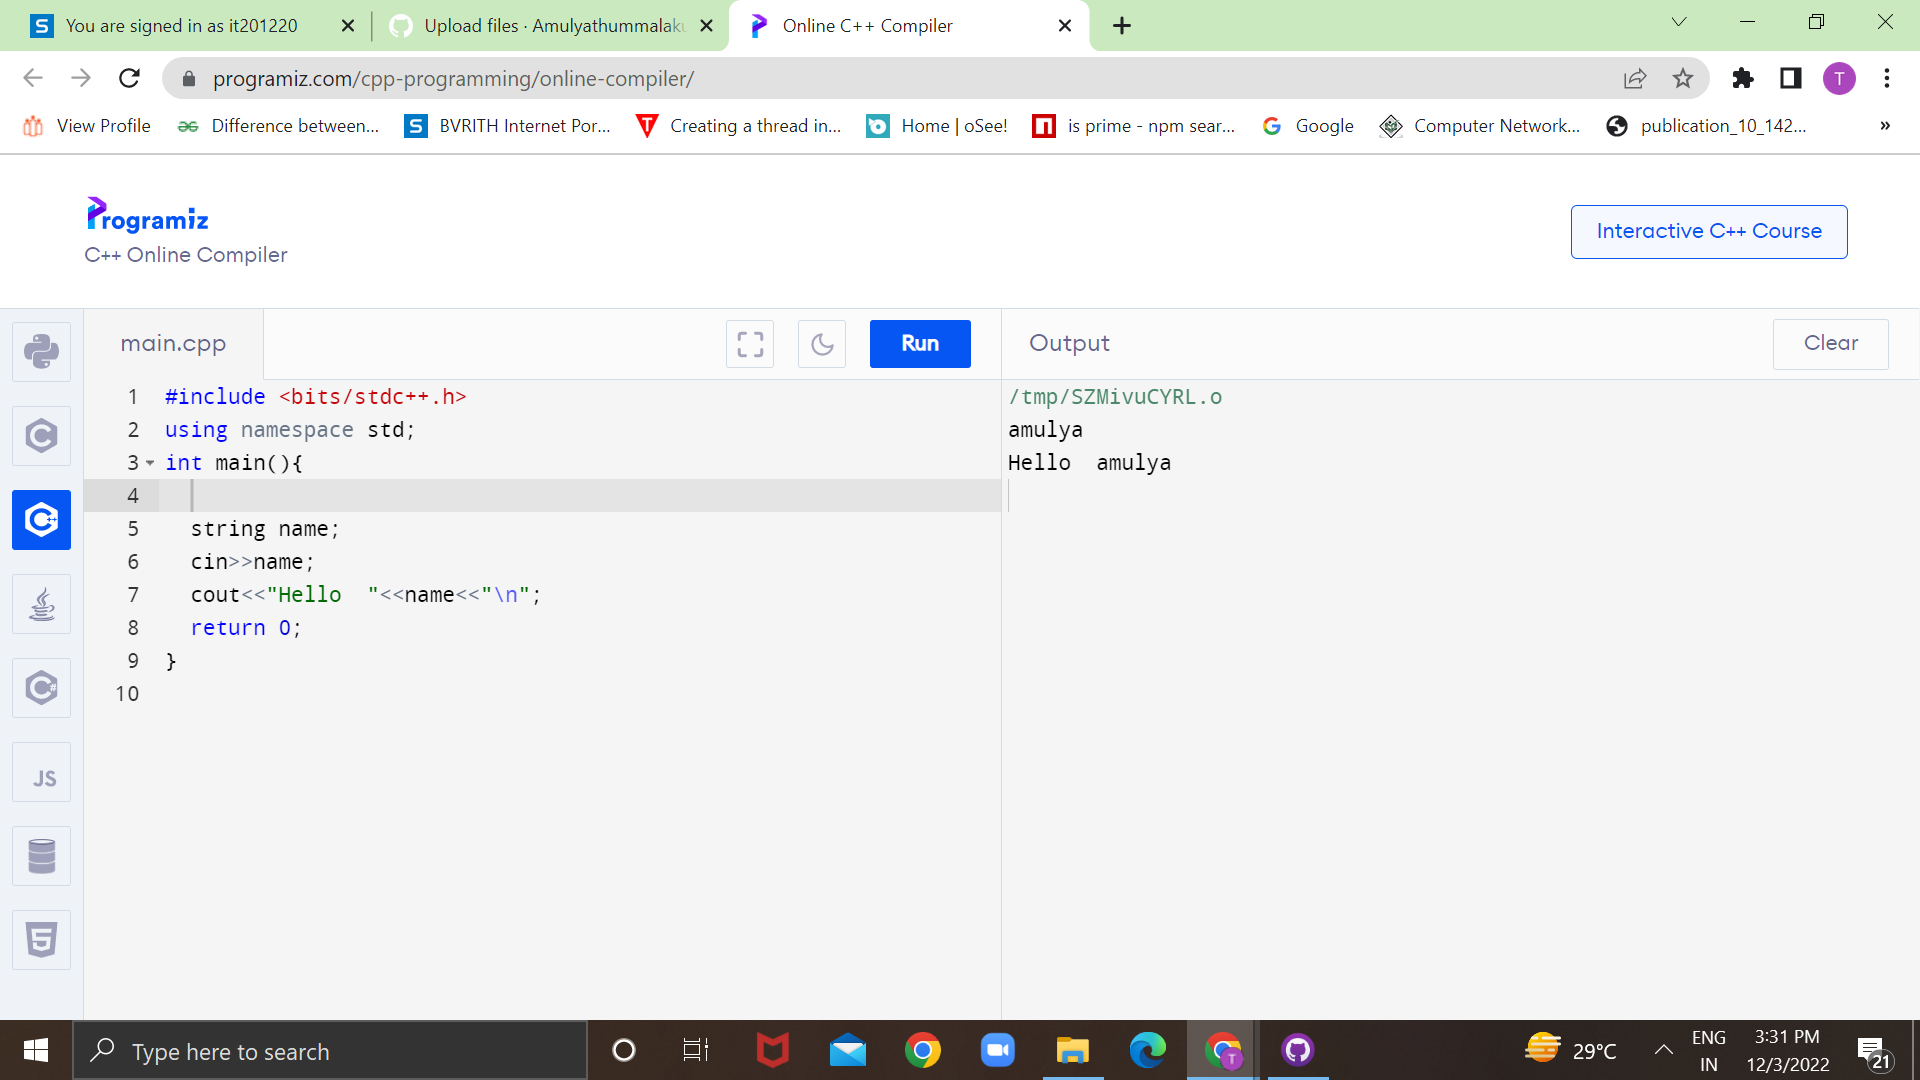 You are signed in as it201220
Upload files · Amulyathummalaku
Online C++ Compiler
programiz.com/cpp-programming/online-compiler/
T
View Profile
Difference between...
BVRITH Internet Por...
Creating a thread in...
Home | oSee!
is prime - npm sear...
Google
Computer Network...
publication_10_142...
»
Programiz
C++ Online Compiler
Interactive C++ Course
main.cpp
Run
Output
Clear
1 #include <bits/stdc++.h>
2 using namespace std;
3 int main(){
4
5 string name;
6 cin>>name;
7 cout<<"Hello  "<<name<<"\n";
8 return 0;
9 }
10
/tmp/SZMivuCYRL.o
amulya
Hello  amulya
JS
Type here to search
29°C
ENG
IN
3:31 PM
12/3/2022
21